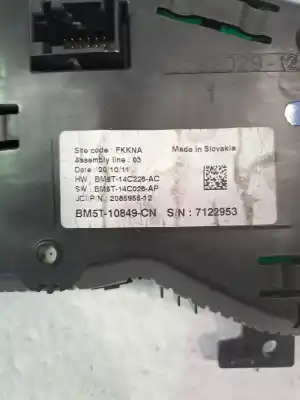 Site code : FKKNA Made in Slovakia
Assembly line : 03
Date : 20/10/11
HW : BM5T-14C226-AC
SW : BM5T-14C026-AP
JCI P/N : 2085955-12
BM5T-10849-CN S/N : 7122953